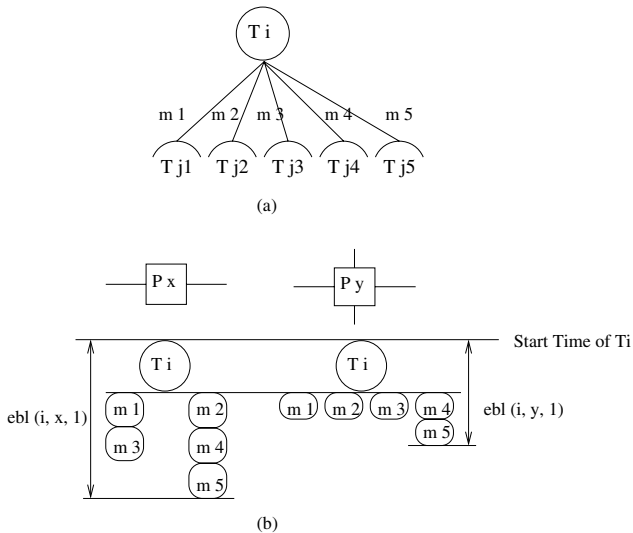 T i
m 1 m 2 m 3 m 4 m 5
T j1 T j2 T j3 T j4 T j5
(a)
P x P y
Start Time of Ti
T i T i
ebl (i, x, 1) m 1 m 2 m 1 m 2 m 3 m 4 ebl (i, y, 1)
m 3 m 4 m 5
m 5
(b)